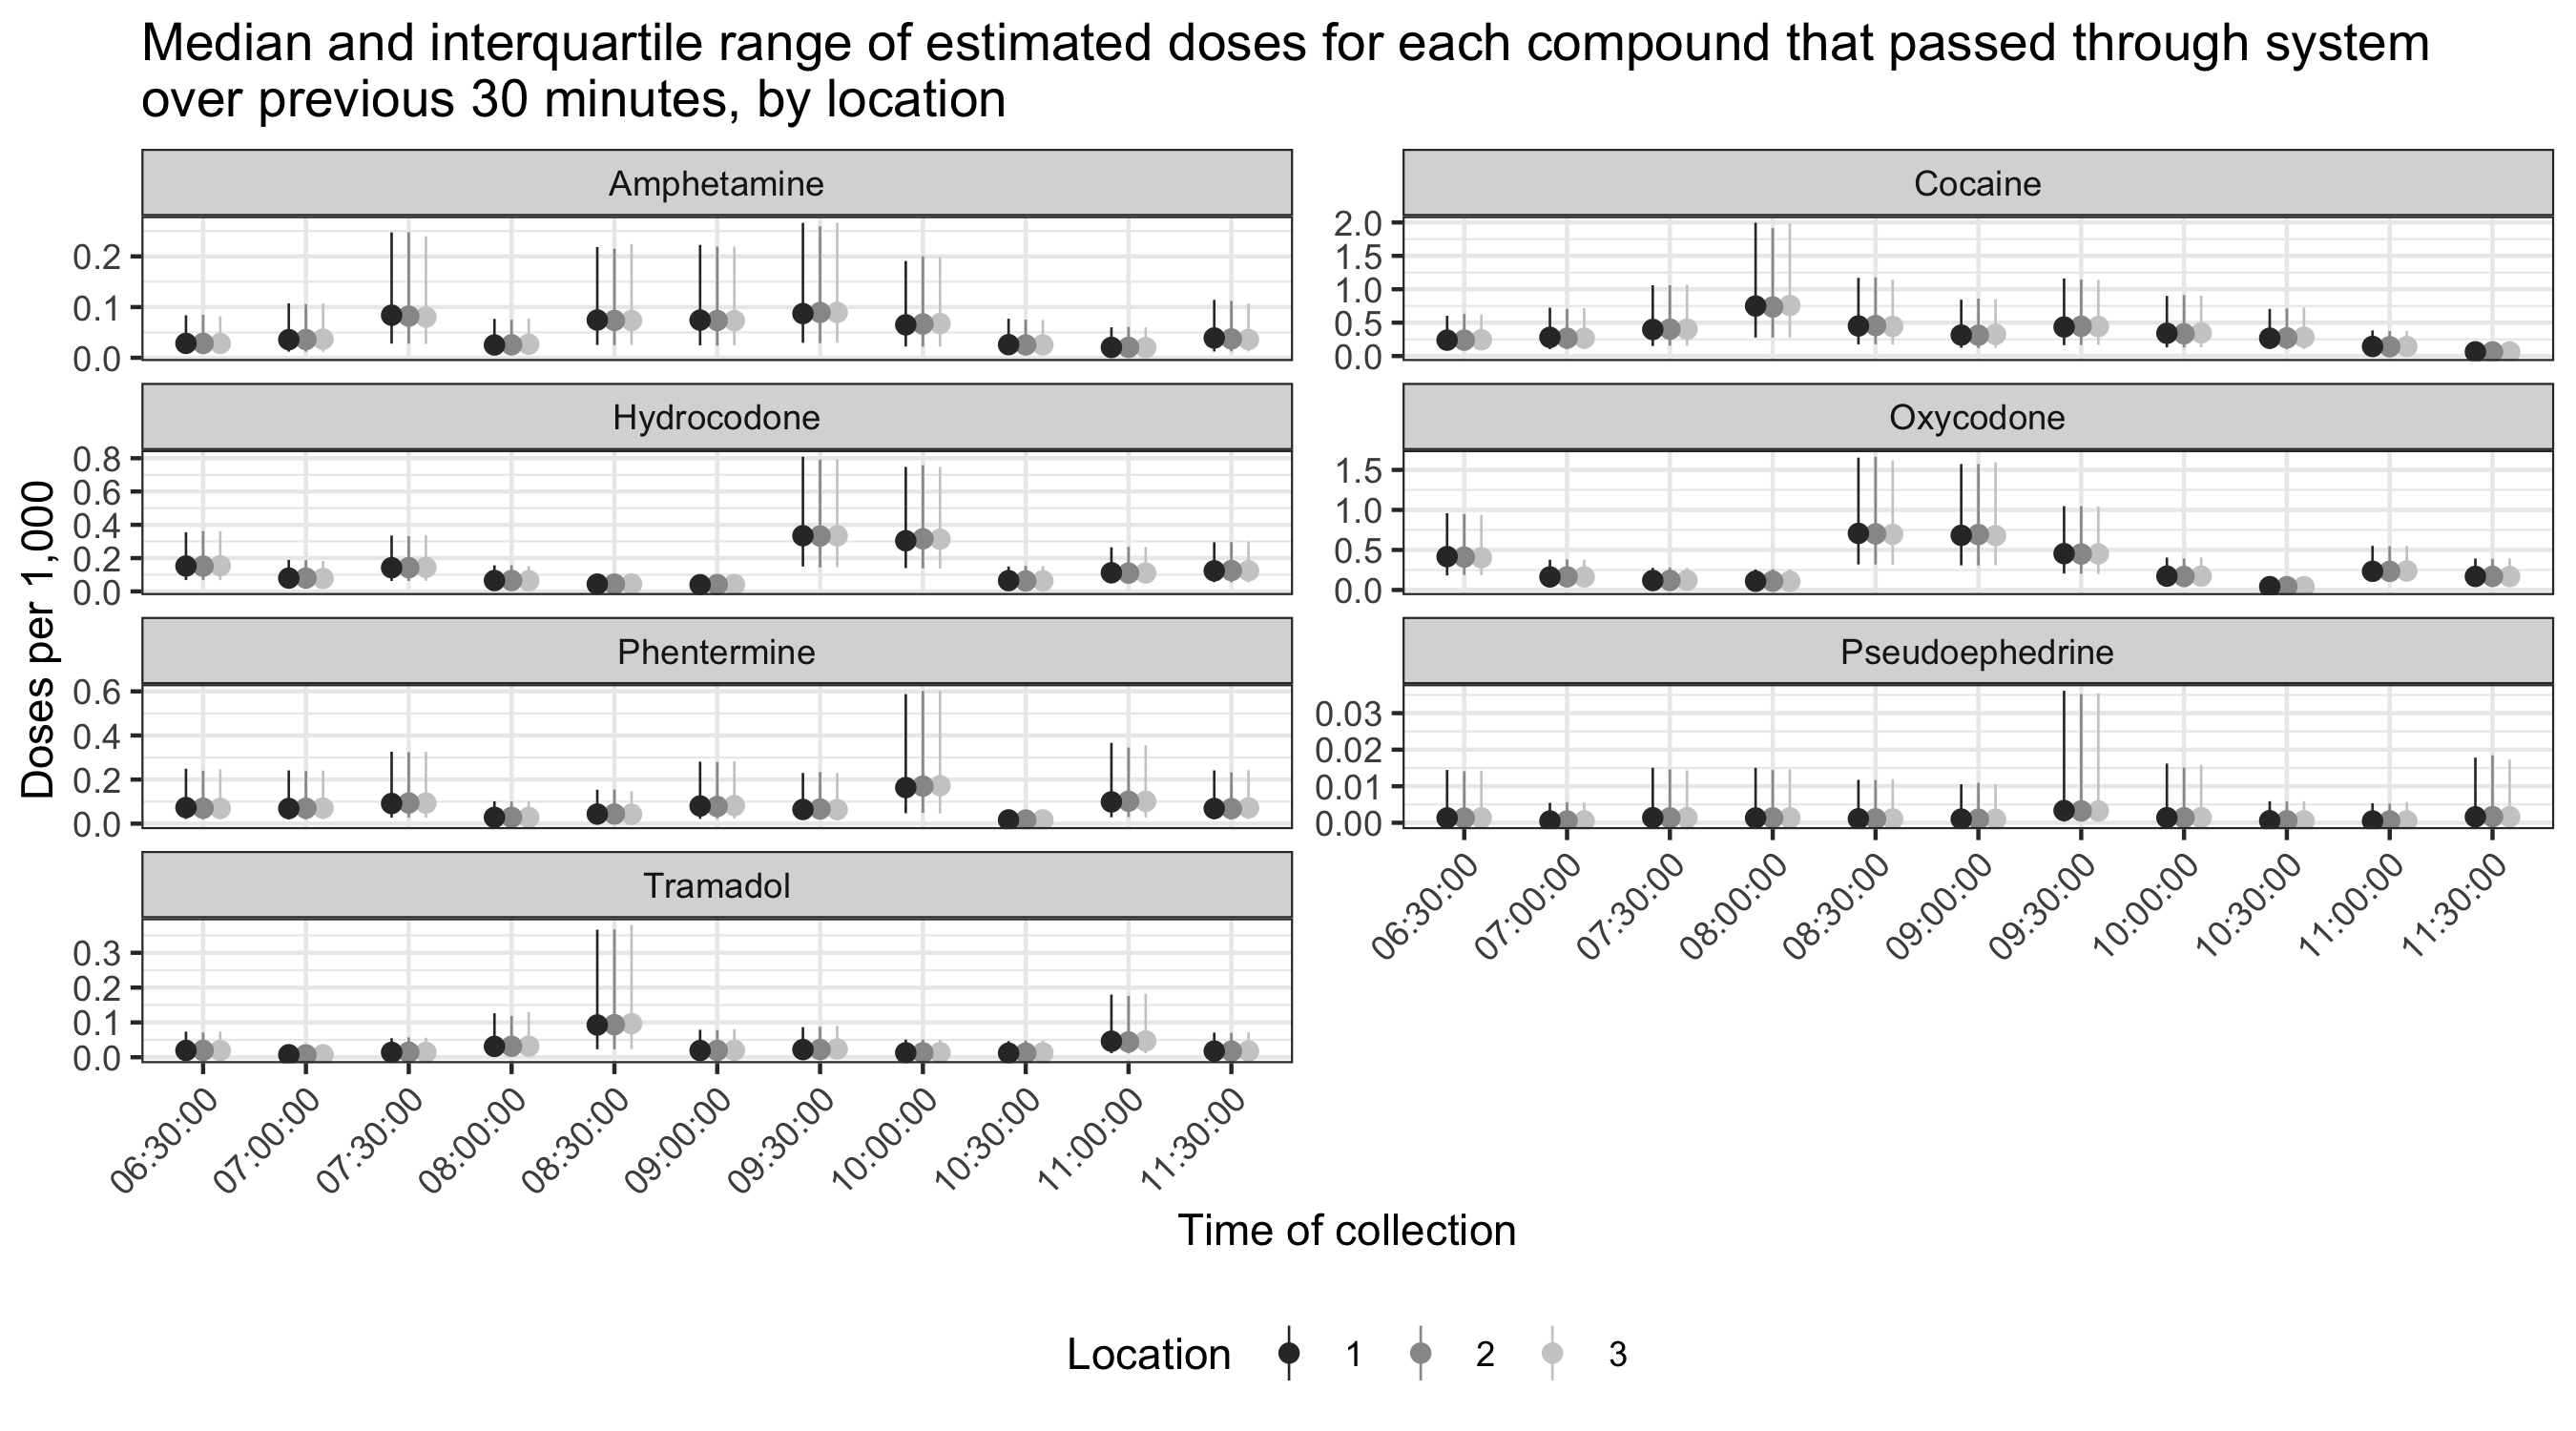 Median and interquartile range of estimated doses for each compound that passed through system
over previous 30 minutes, by location
Doses per 1,000
Amphetamine
0.2
0.1
0.0
Cocaine
2.0
1.5
1.0
0.5
0.0
Hydrocodone
0.8
0.6
0.4
0.2
0.0
Oxycodone
1.5
1.0
0.5
0.0
Phentermine
0.6
0.4
0.2
0.0
Pseudoephedrine
0.03
0.02
0.01
0.00
06:30:00 07:00:00 07:30:00 08:00:00 08:30:00 09:00:00 09:30:00 10:00:00 10:30:00 11:00:00 11:30:00
Tramadol
0.3
0.2
0.1
0.0
06:30:00 07:00:00 07:30:00 08:00:00 08:30:00 09:00:00 09:30:00 10:00:00 10:30:00 11:00:00 11:30:00
Time of collection
Location 1 2 3